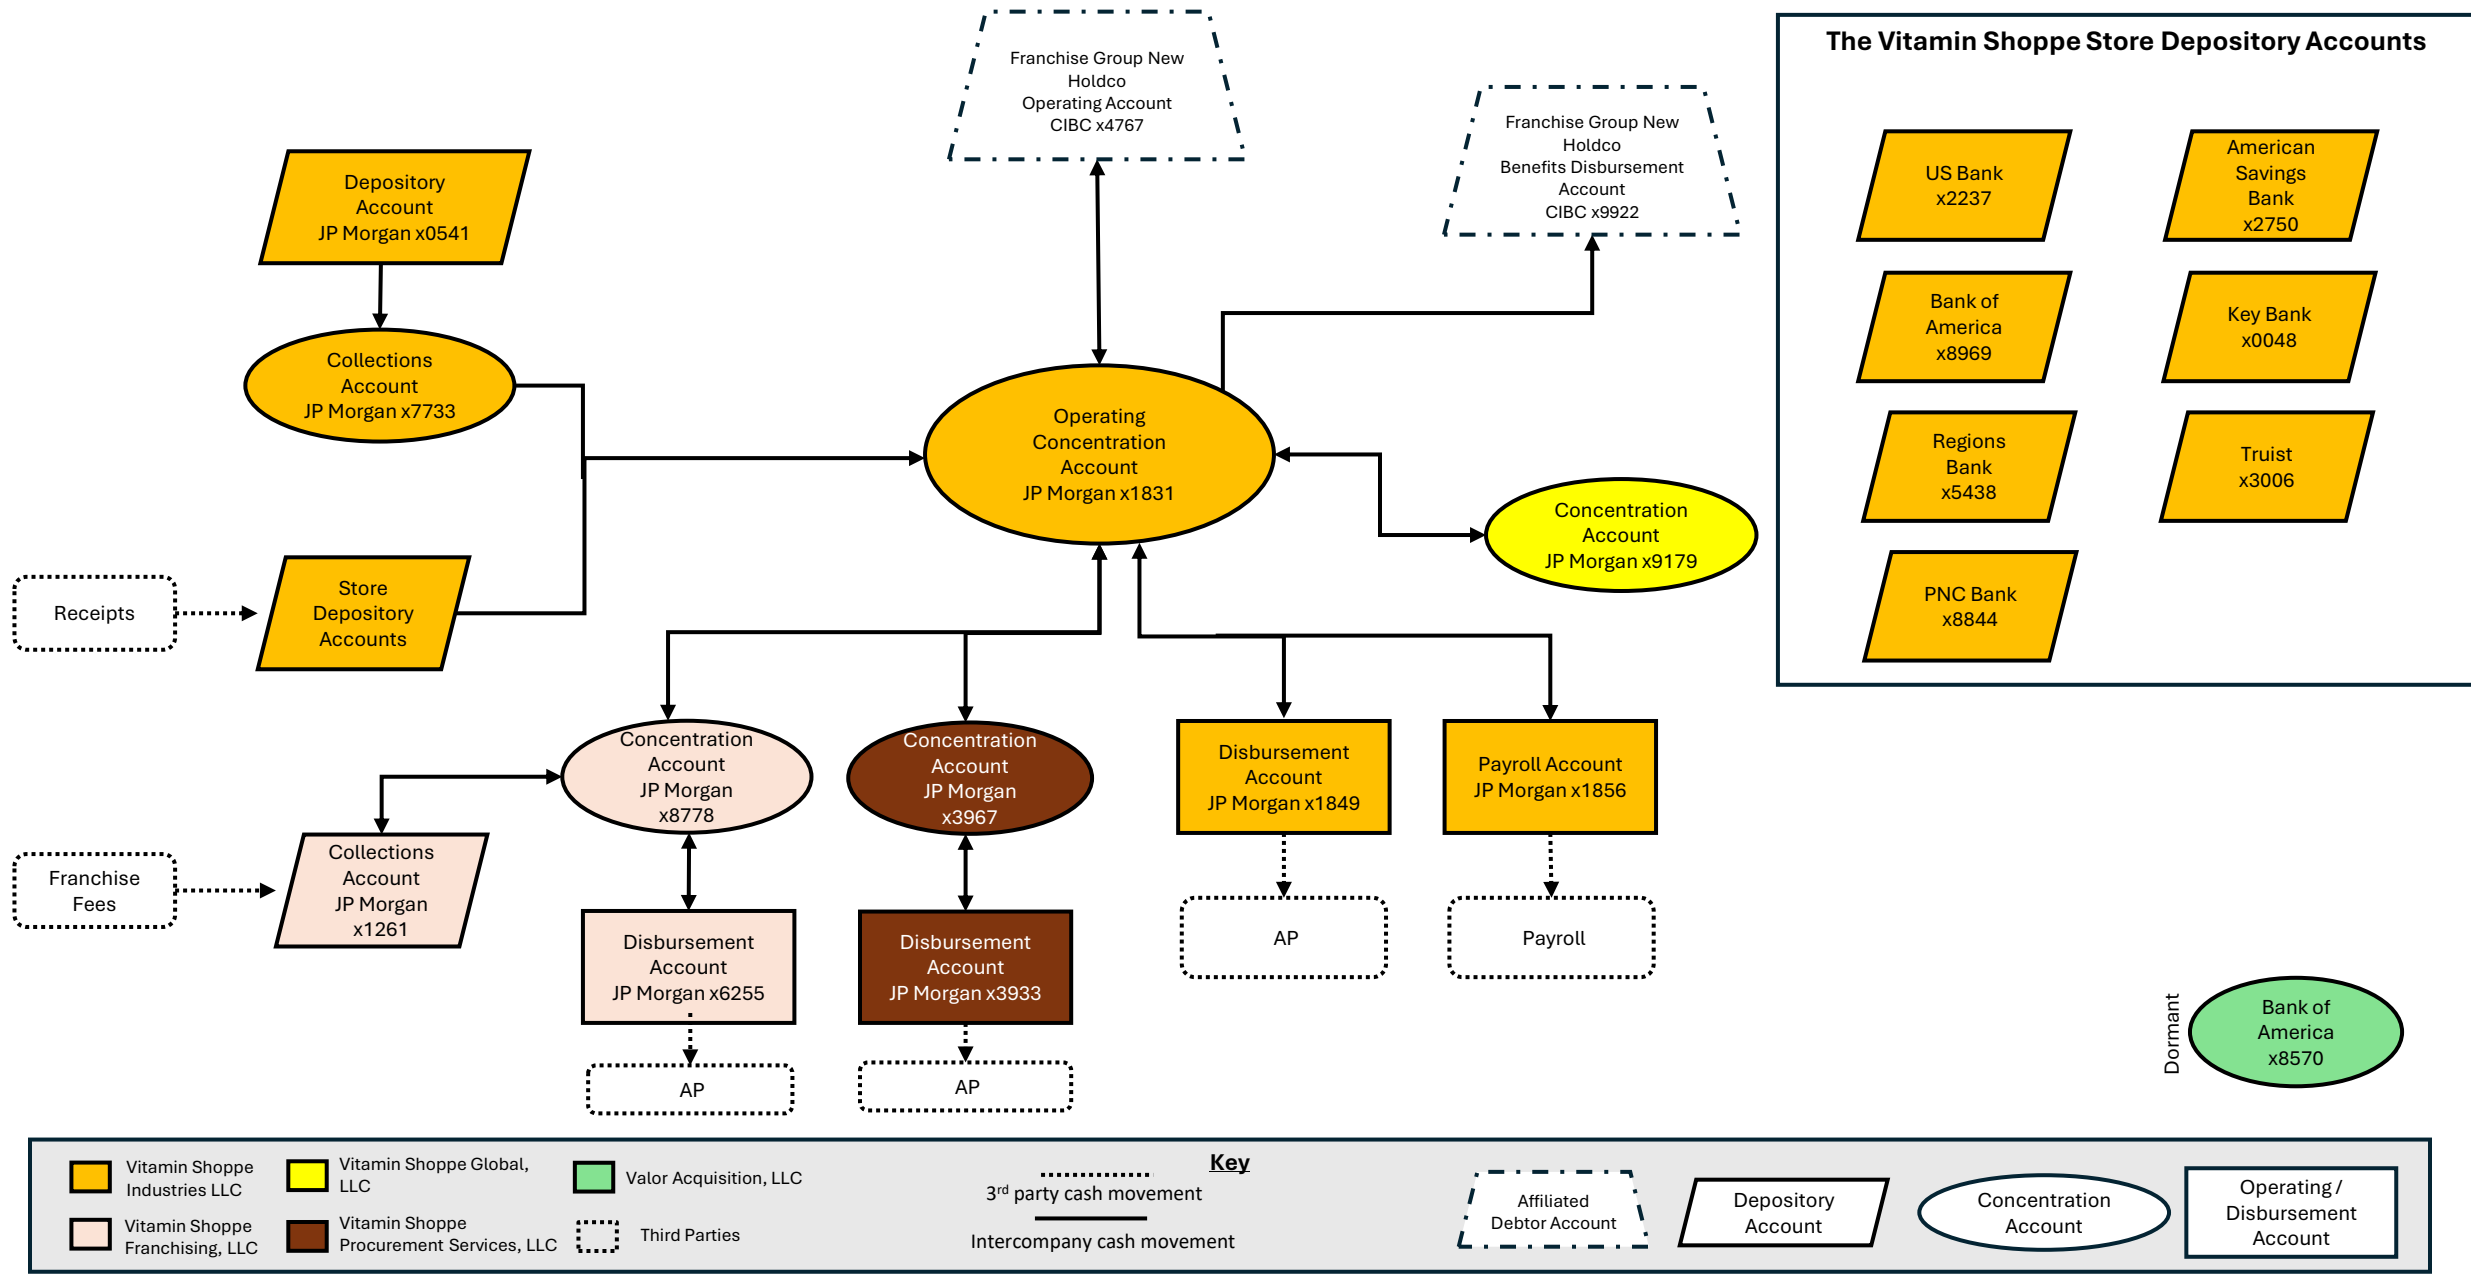 Franchise Group New
Holdco
Operating Account
CIBC x4767
Franchise Group New
Holdco
Benefits Disbursement
Account
CIBC x9922
The Vitamin Shoppe Store Depository Accounts
US Bank
x2237
American
Savings
Bank
x2750
Bank of
America
x8969
Key Bank
x0048
Regions
Bank
x5438
Truist
x3006
PNC Bank
x8844
Depository
Account
JP Morgan x0541
Collections
Account
JP Morgan x7733
Operating
Concentration
Account
JP Morgan x1831
Concentration
Account
JP Morgan x9179
Receipts
Store
Depository
Accounts
Concentration
Account
JP Morgan
x8778
Concentration
Account
JP Morgan
x3967
Disbursement
Account
JP Morgan x1849
Payroll Account
JP Morgan x1856
Franchise
Fees
Collections
Account
JP Morgan
x1261
Disbursement
Account
JP Morgan x6255
Disbursement
Account
JP Morgan x3933
AP
Payroll
AP
AP
Dormant
Bank of
America
x8570
Key
Vitamin Shoppe
Industries LLC
Vitamin Shoppe Global,
LLC
Valor Acquisition, LLC
Vitamin Shoppe
Franchising, LLC
Vitamin Shoppe
Procurement Services, LLC
Third Parties
3rd party cash movement
Intercompany cash movement
Affiliated
Debtor Account
Depository
Account
Concentration
Account
Operating /
Disbursement
Account